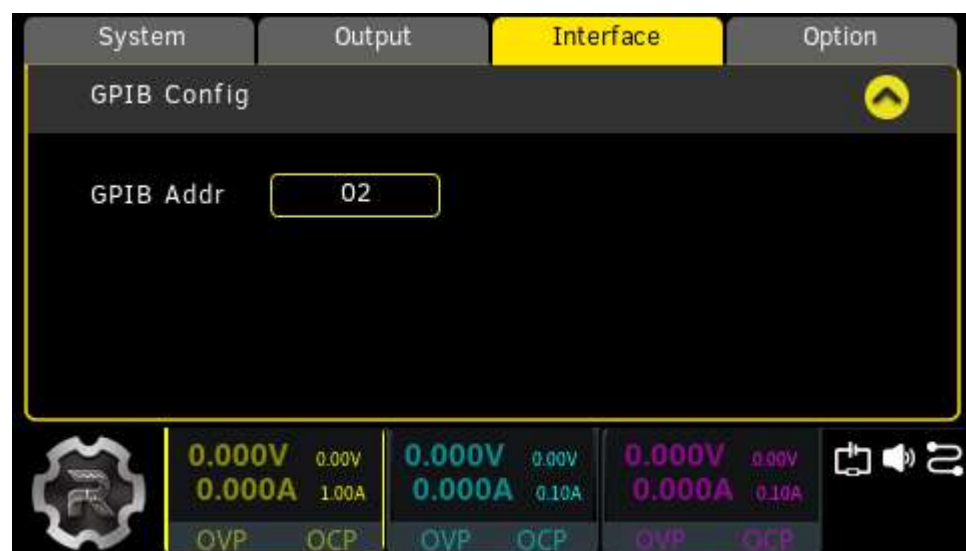 System Output Interface Option
GPIB Config
GPIB Addr 02
0.000V 0.00V 0.000V 0.00V 0.000V 0.00V
0.000A 1.00A 0.000A 0.10A 0.000A 0.10A
OVP OCP OVP OCP OVP OCP